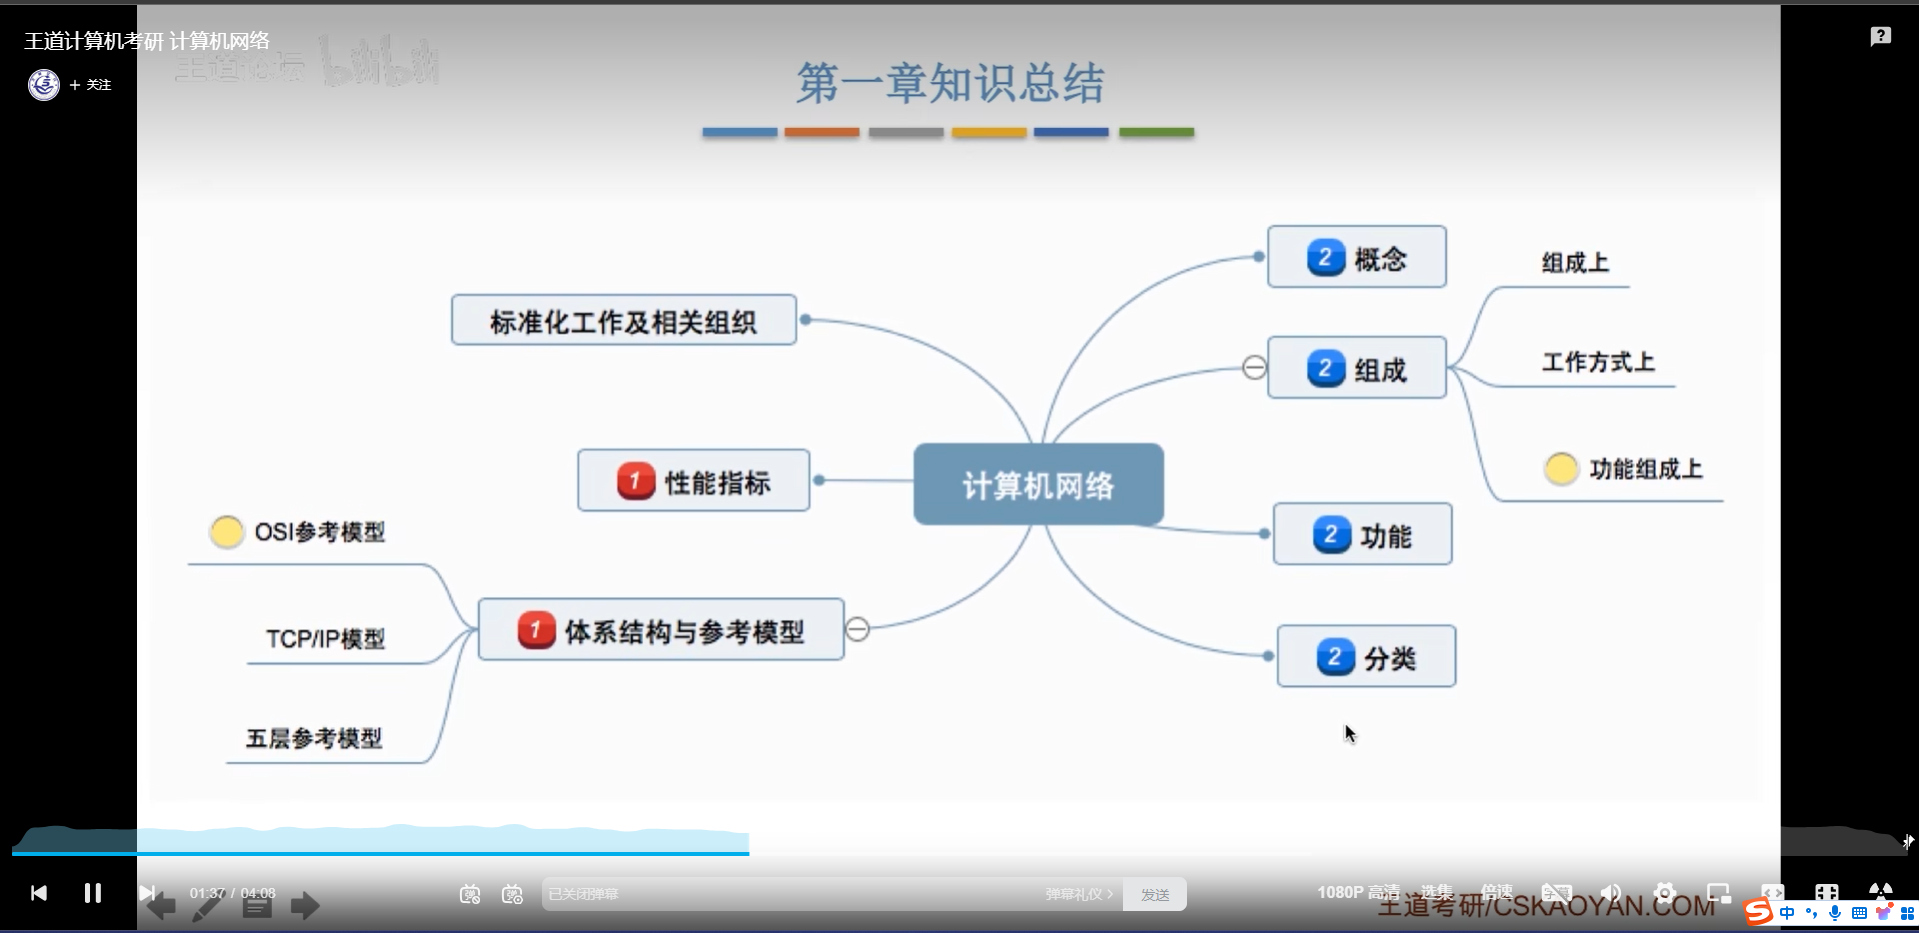 王道计算机考研 计算机网络
+ 关注
王道论坛 bilibili
第一章知识总结
2 概念
组成上
标准化工作及相关组织
2 组成
工作方式上
1 性能指标
计算机网络
功能组成上
OSI参考模型
2 功能
TCP/IP模型
1 体系结构与参考模型
2 分类
五层参考模型
01:37 / 04:08
已关闭弹幕
弹幕礼仪 >
发送
1080P 高清
选集
倍速
王道考研/CSKAOYAN.COM
中